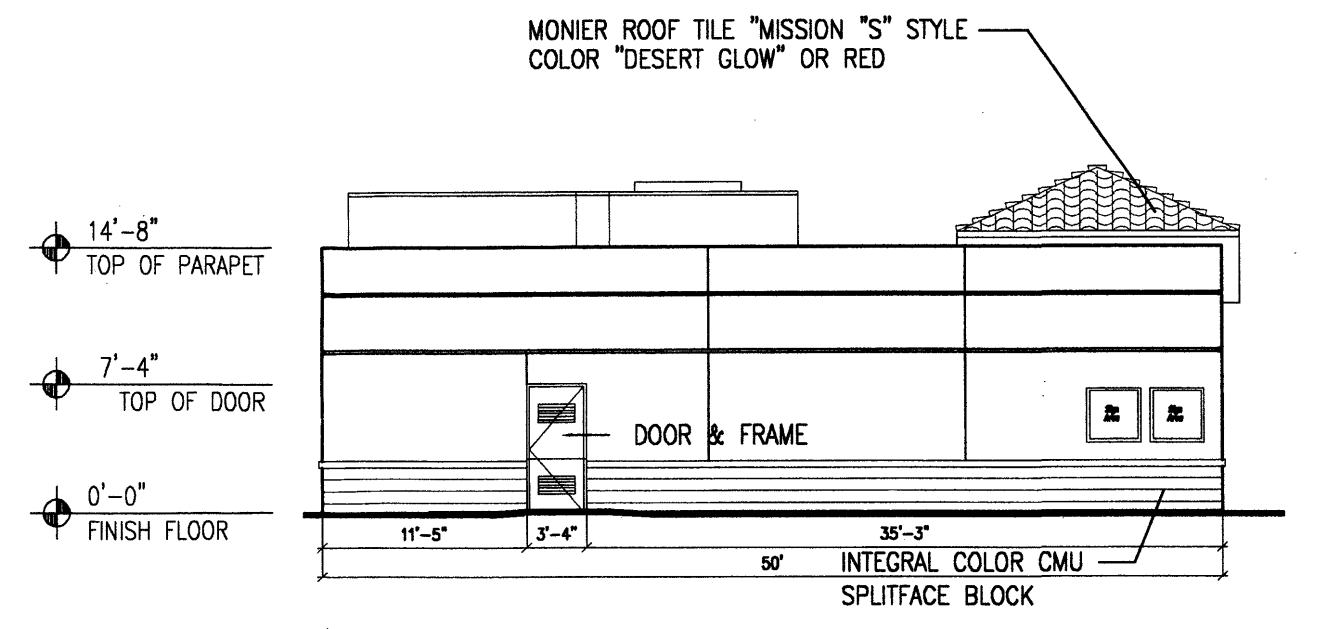 MONIER ROOF TILE "MISSION "S" STYLE
COLOR "DESERT GLOW" OR RED
14'-8"
TOP OF PARAPET
7'-4"
TOP OF DOOR
DOOR & FRAME
0'-0"
FINISH FLOOR
11'-5" 3'-4" 35'-3"
50'
INTEGRAL COLOR CMU
SPLITFACE BLOCK